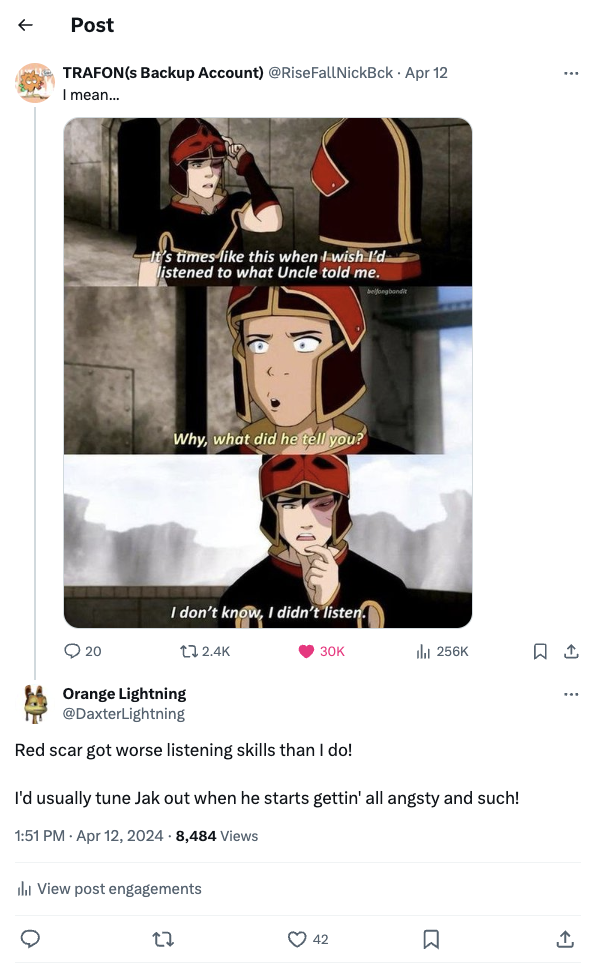 Post
TRAFON(s Backup Account) @RiseFallNickBck · Apr 12
I mean...
It's times like this when I wish I'd
listened to what Uncle told me.
beifongbandit
Why, what did he tell you?
I don't know, I didn't listen.
20 2.4K 30K 256K
Orange Lightning
@DaxterLightning
Red scar got worse listening skills than I do!
I'd usually tune Jak out when he starts gettin' all angsty and such!
1:51 PM · Apr 12, 2024 · 8,484 Views
View post engagements
42